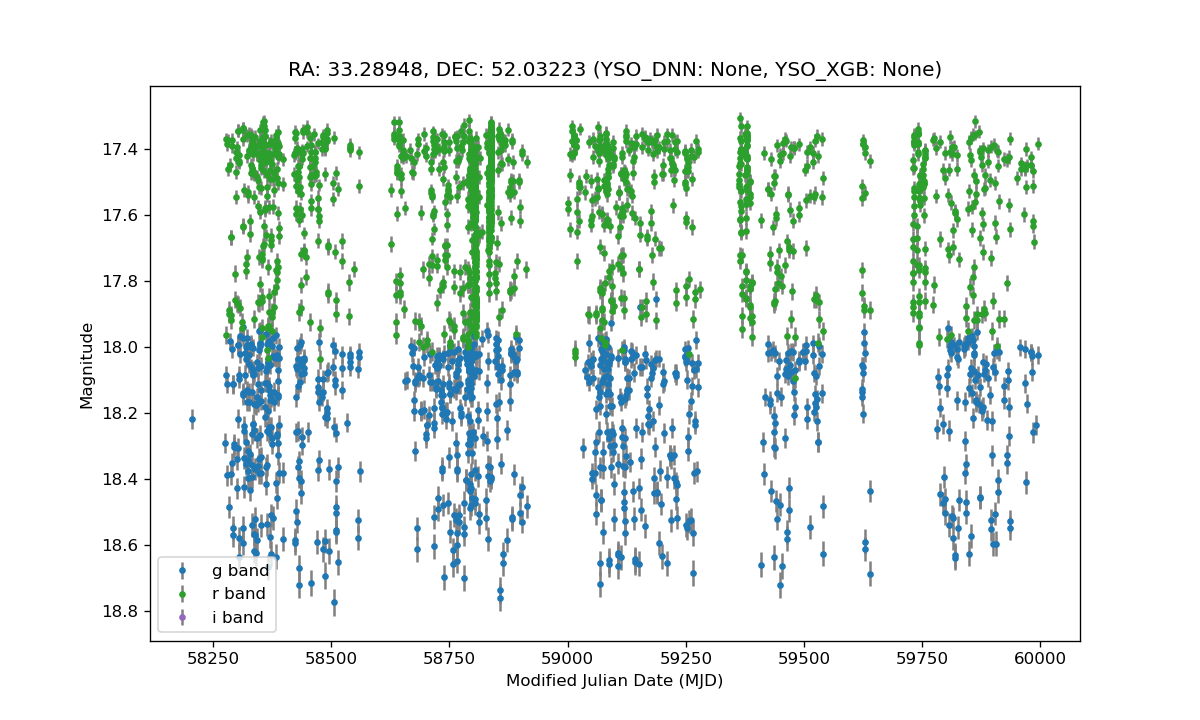 RA: 33.28948, DEC: 52.03223 (YSO_DNN: None, YSO_XGB: None)
17.4
17.6
17.8
18.0
18.2
18.4
18.6
18.8
Magnitude
g band
r band
i band
58250 58500 58750 59000 59250 59500 59750 60000
Modified Julian Date (MJD)